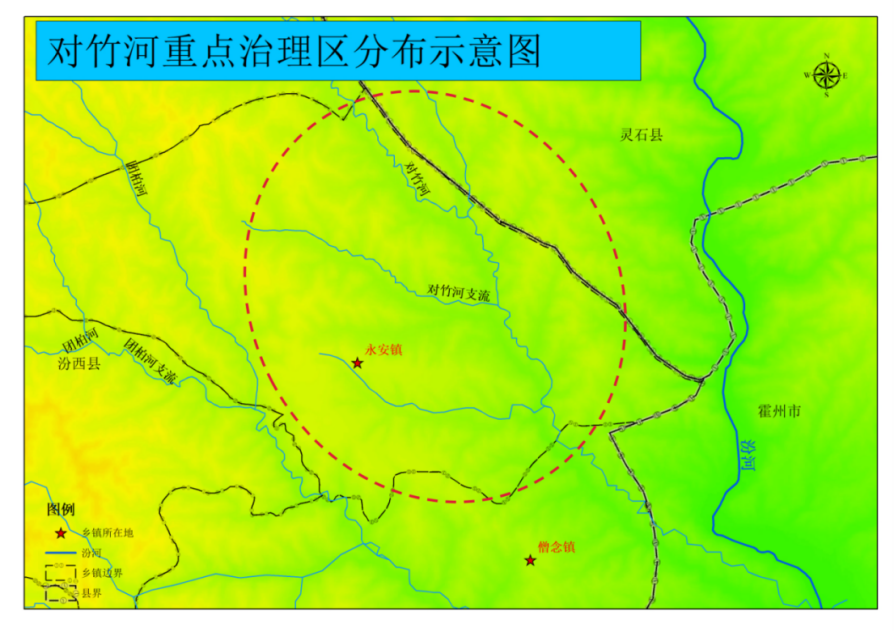 对竹河重点治理区分布示意图
N
W E
S
灵石县
团柏河
对竹河
对竹河支流
团柏河
团柏河支流
永安镇
汾西县
霍州市
汾河
图例
乡镇所在地
汾河
乡镇边界
县界
僧念镇